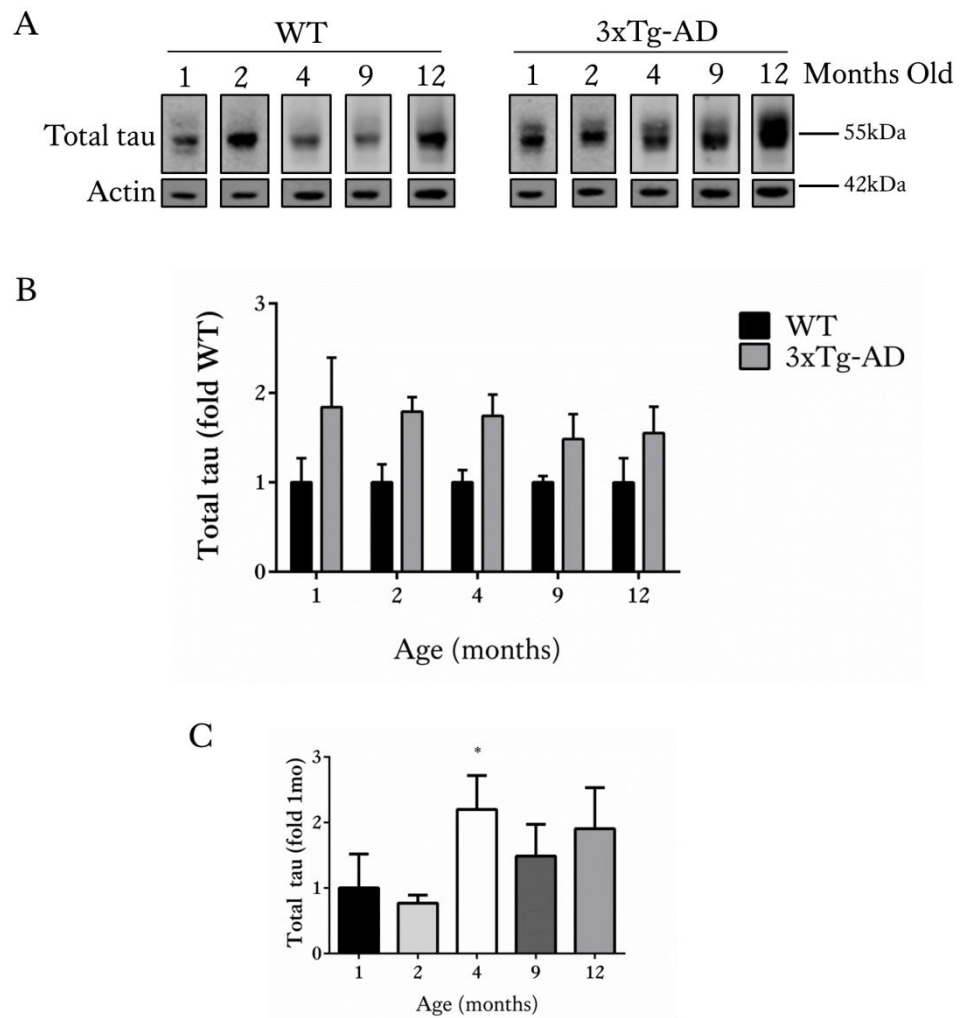 A
WT 3xTg-AD
1 2 4 9 12 1 2 4 9 12 Months Old
Total tau 55kDa
Actin 42kDa
B
Total tau (fold WT)
3
2
1
0
1 2 4 9 12
Age (months)
WT
3xTg-AD
C
Total tau (fold 1mo)
3
2
1
0
*
1 2 4 9 12
Age (months)